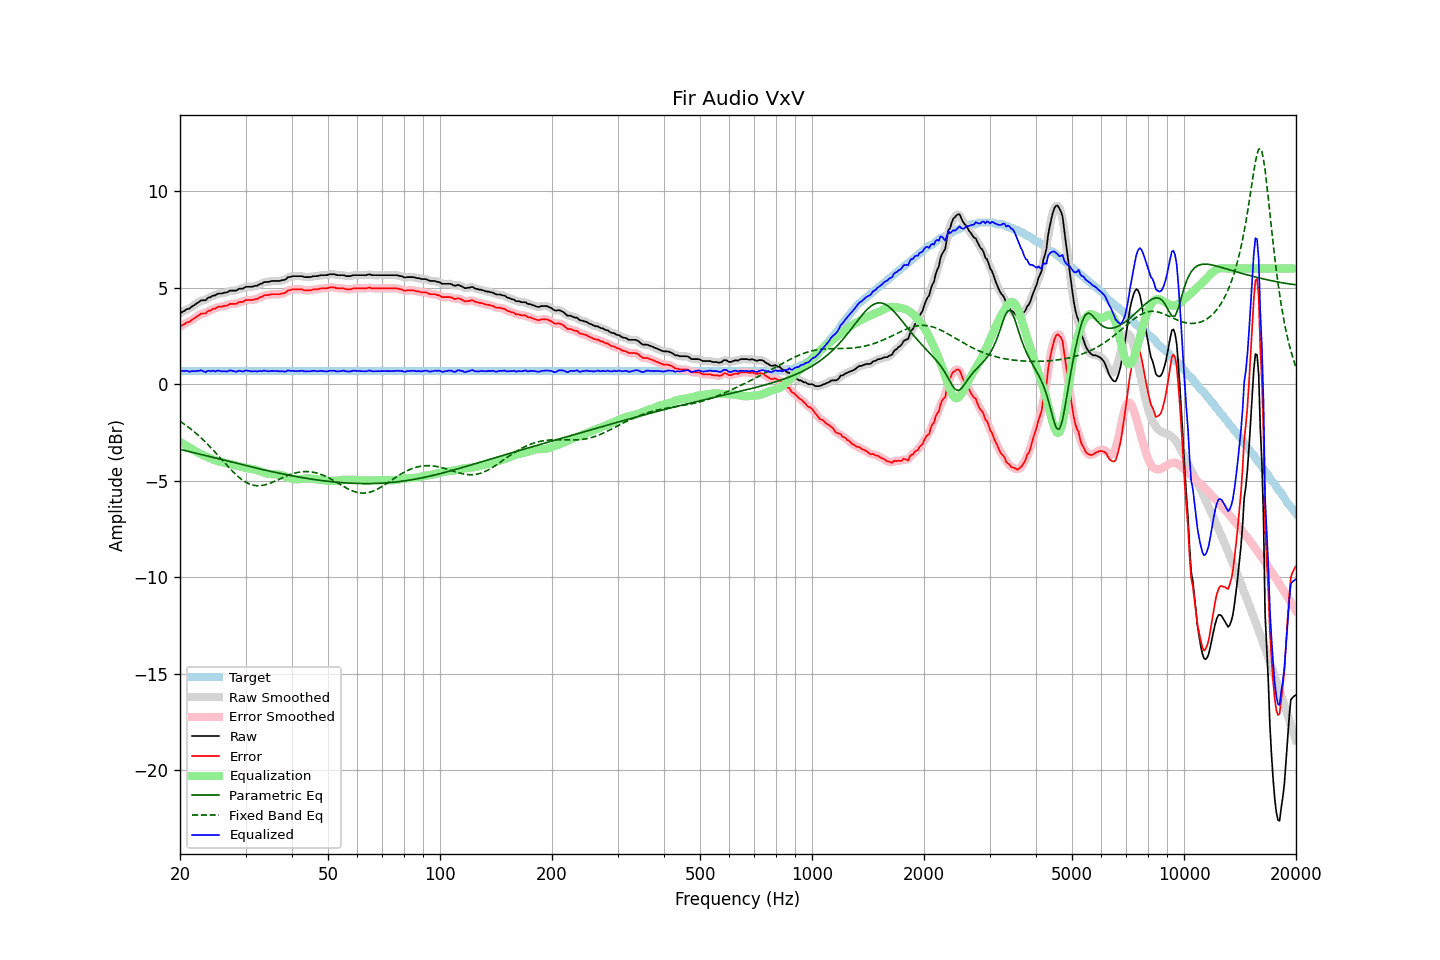 Fir Audio VxV
Amplitude (dBr)
10
5
0
−5
−10
−15
−20
Target
Raw Smoothed
Error Smoothed
Raw
Error
Equalization
Parametric Eq
Fixed Band Eq
Equalized
20 50 100 200 500 1000 2000 5000 10000 20000
Frequency (Hz)